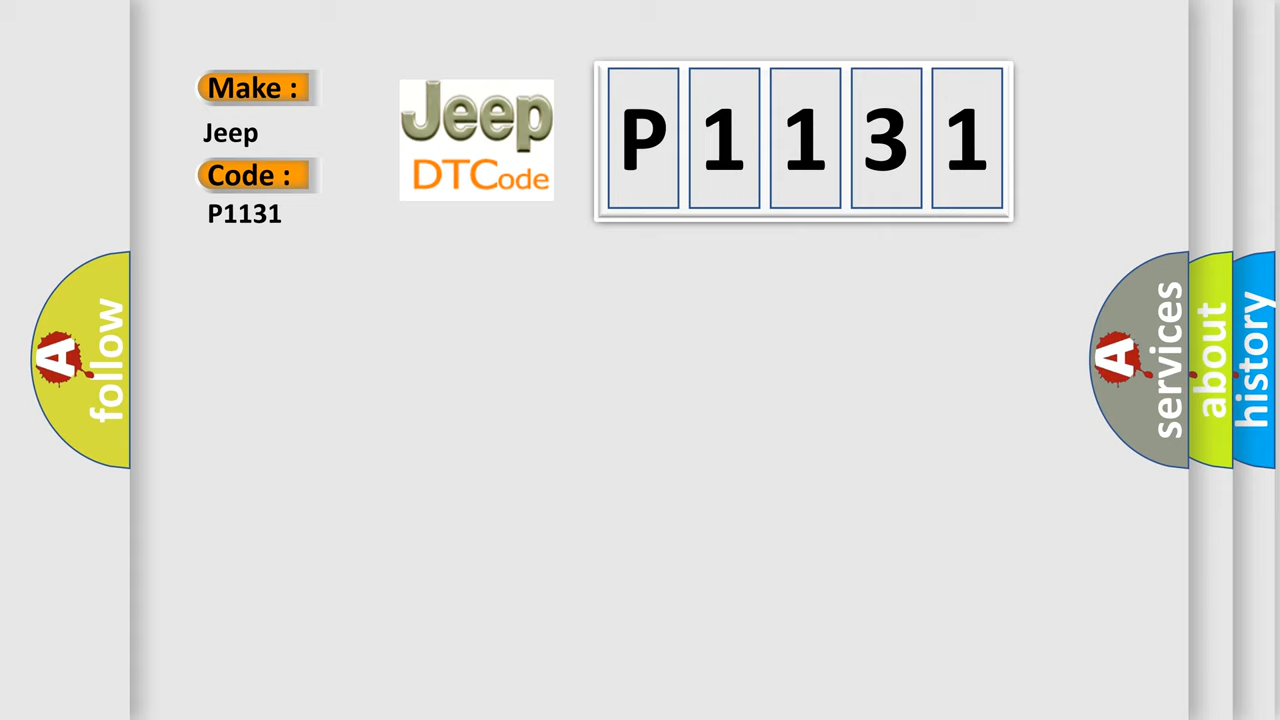 Make :
Jeep
Code :
P1131
Jeep
DTCode
P 1 1 3 1
A follow
A services
about
history